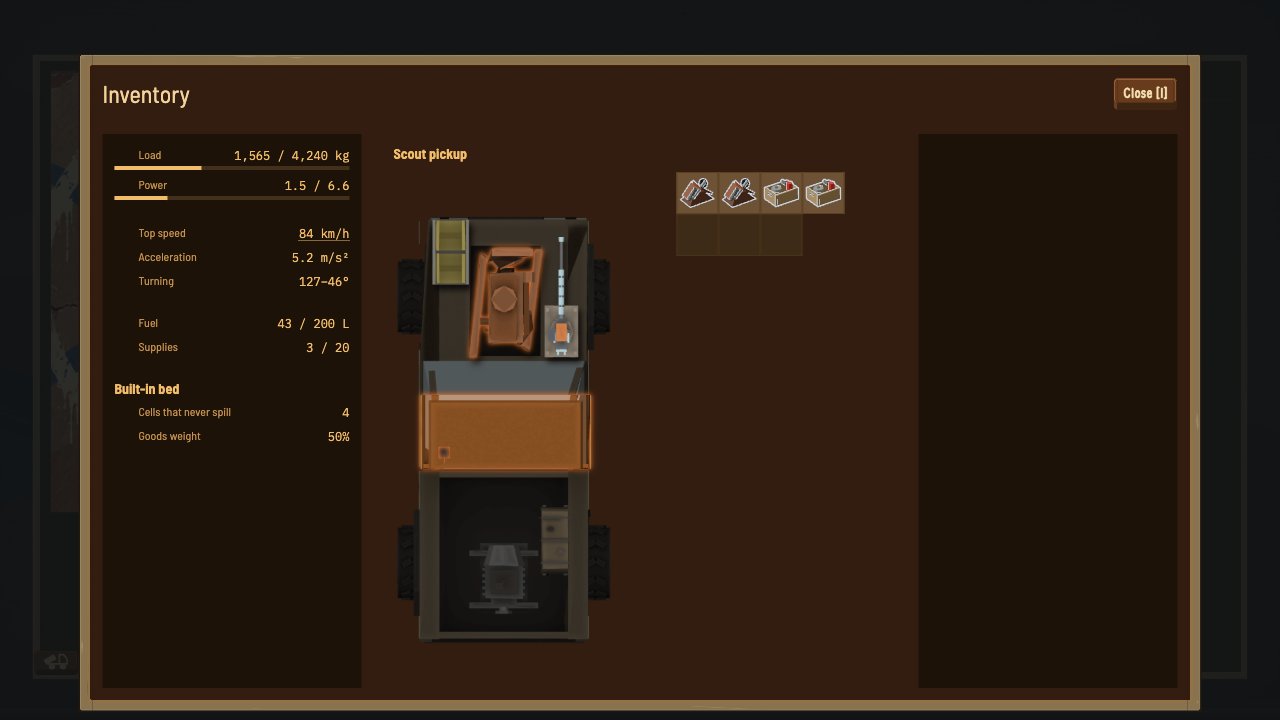 Inventory
Close [I]
Load 1,565 / 4,240 kg
Power 1.5 / 6.6
Top speed 84 km/h
Acceleration 5.2 m/s²
Turning 127–46°
Fuel 43 / 200 L
Supplies 3 / 20
Built-in bed
Cells that never spill 4
Goods weight 50%
Scout pickup